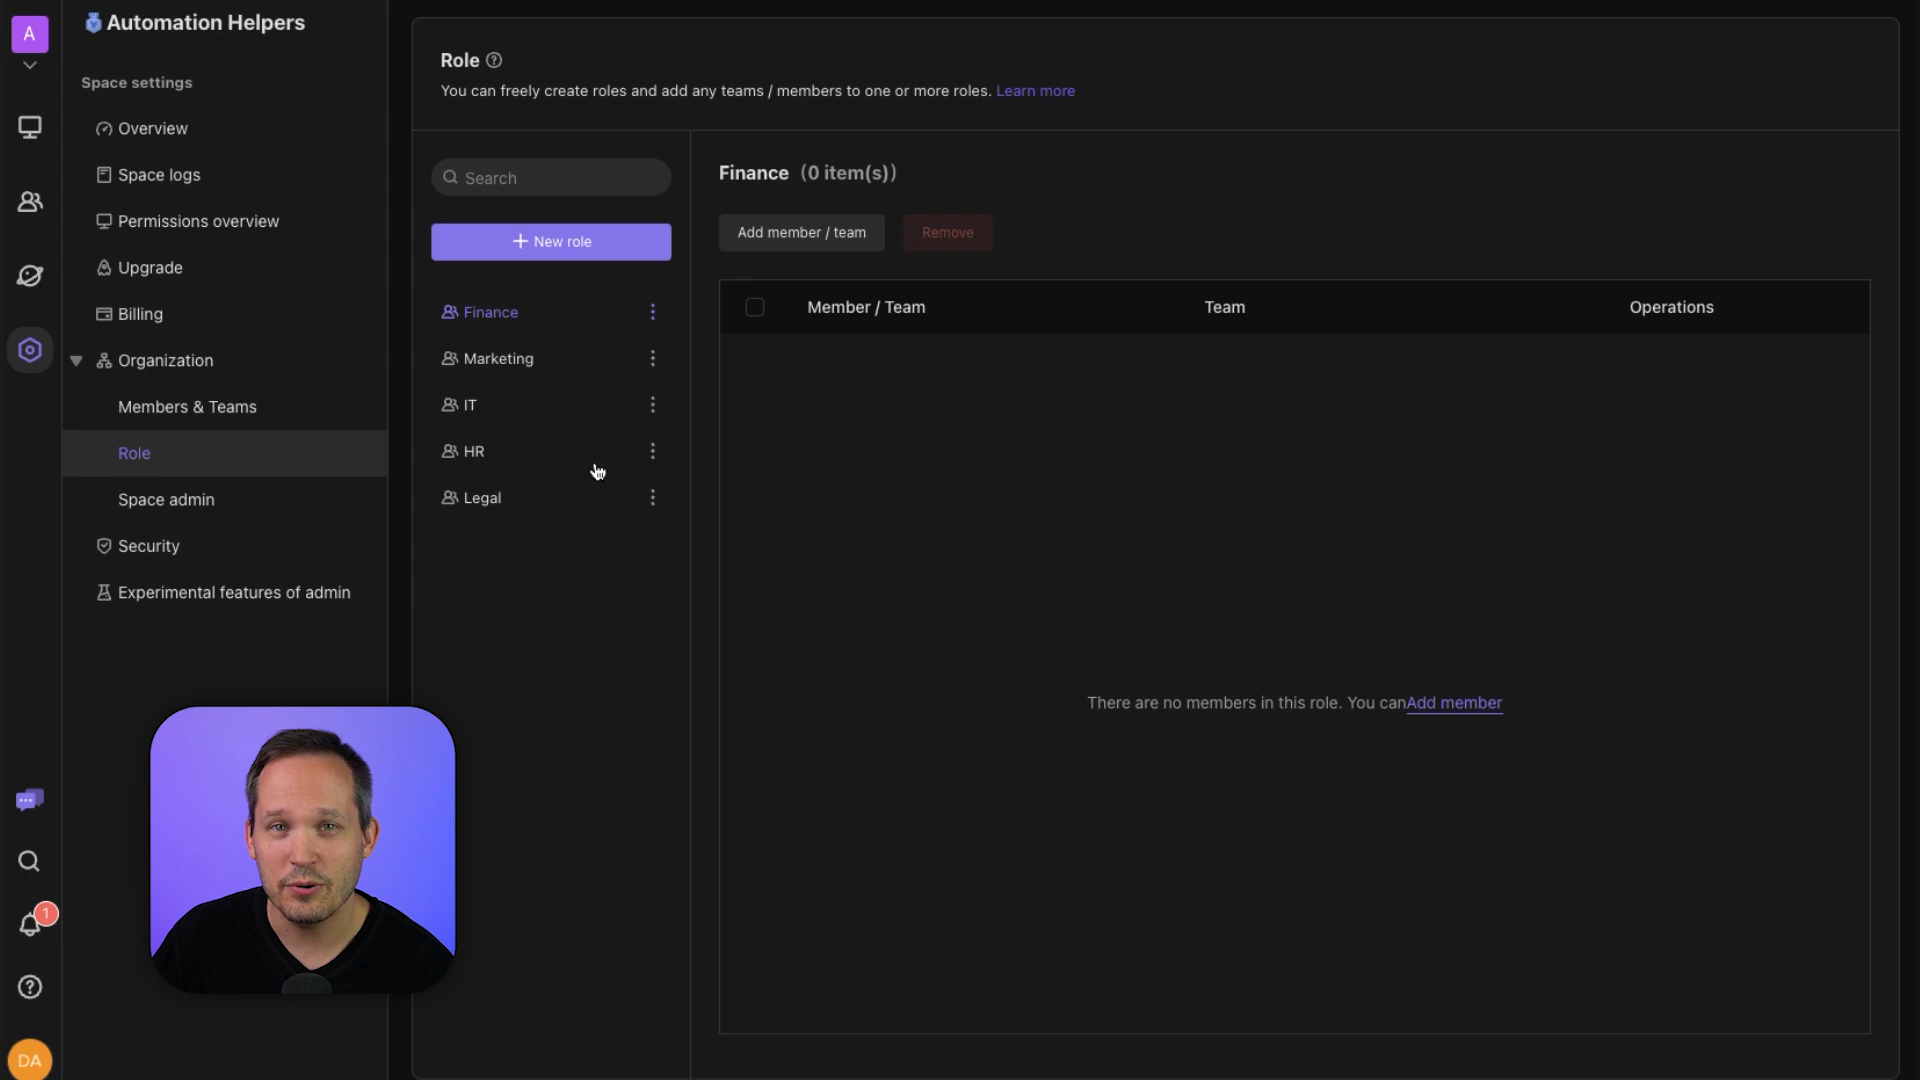 A
Automation Helpers
Space settings
Overview
Space logs
Permissions overview
Upgrade
Billing
Organization
Members & Teams
Role
Space admin
Security
Experimental features of admin
1
DA
Role
You can freely create roles and add any teams / members to one or more roles. Learn more
Search
New role
Finance
Marketing
IT
HR
Legal
Finance (0 item(s))
Add member / team Remove
Member / Team Team Operations
There are no members in this role. You canAdd member